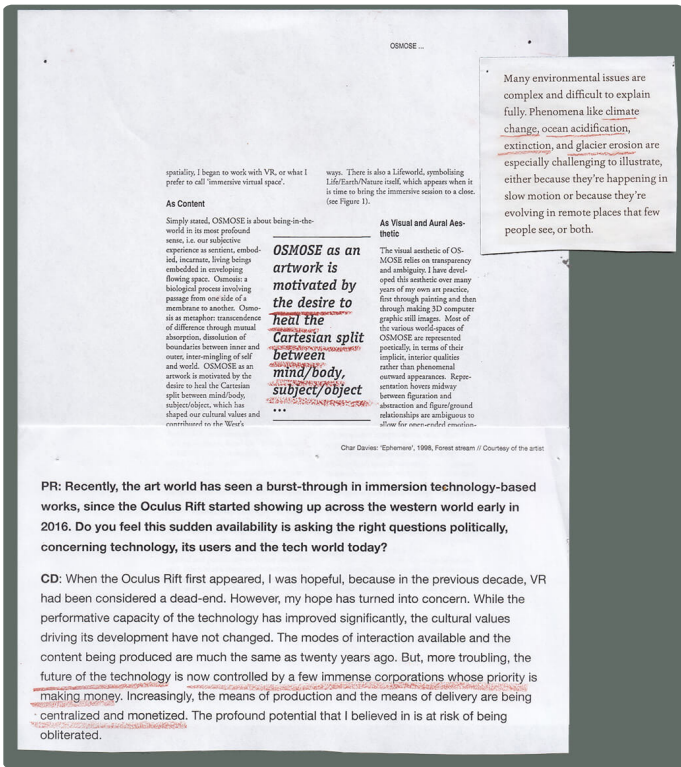 OSMOSE ...
Many environmental issues are
complex and difficult to explain
fully. Phenomena like climate
change, ocean acidification,
extinction, and glacier erosion are
especially challenging to illustrate,
either because they're happening in
slow motion or because they're
evolving in remote places that few
people see, or both.
spatiality, I began to work with VR, or what I
prefer to call 'immersive virtual space'.
As Content
Simply stated, OSMOSE is about being-in-the-
world in its most profound
sense, i.e. our subjective
experience as sentient, embod-
ied, incarnate, living beings
embedded in enveloping
flowing space. Osmosis: a
biological process involving
passage from one side of a
membrane to another. Osmo-
sis as metaphor: transcendence
of difference through mutual
absorption, dissolution of
boundaries between inner and
outer, inter-mingling of self
and world. OSMOSE as an
artwork is motivated by the
desire to heal the Cartesian
split between mind/body,
subject/object, which has
shaped our cultural values and
contributed to the West's
OSMOSE as an
artwork is
motivated by
the desire to
heal the
Cartesian split
between
mind/body,
subject/object
...
ways. There is also a Lifeworld, symbolising
Life/Earth/Nature itself, which appears when it
is time to bring the immersive session to a close.
(see Figure 1).
As Visual and Aural Aes-
thetic
The visual aesthetic of OS-
MOSE relies on transparency
and ambiguity. I have devel-
oped this aesthetic over many
years of my own art practice,
first through painting and then
through making 3D computer
graphic still images. Most of
the various world-spaces of
OSMOSE are represented
poetically, in terms of their
implicit, interior qualities
rather than phenomenal
outward appearances. Repre-
sentation hovers midway
between figuration and
abstraction and figure/ground
relationships are ambiguous to
allow for open-ended emotion-
Char Davies: 'Ephemere', 1998, Forest stream // Courtesy of the artist
PR: Recently, the art world has seen a burst-through in immersion technology-based
works, since the Oculus Rift started showing up across the western world early in
2016. Do you feel this sudden availability is asking the right questions politically,
concerning technology, its users and the tech world today?
CD: When the Oculus Rift first appeared, I was hopeful, because in the previous decade, VR
had been considered a dead-end. However, my hope has turned into concern. While the
performative capacity of the technology has improved significantly, the cultural values
driving its development have not changed. The modes of interaction available and the
content being produced are much the same as twenty years ago. But, more troubling, the
future of the technology is now controlled by a few immense corporations whose priority is
making money. Increasingly, the means of production and the means of delivery are being
centralized and monetized. The profound potential that I believed in is at risk of being
obliterated.